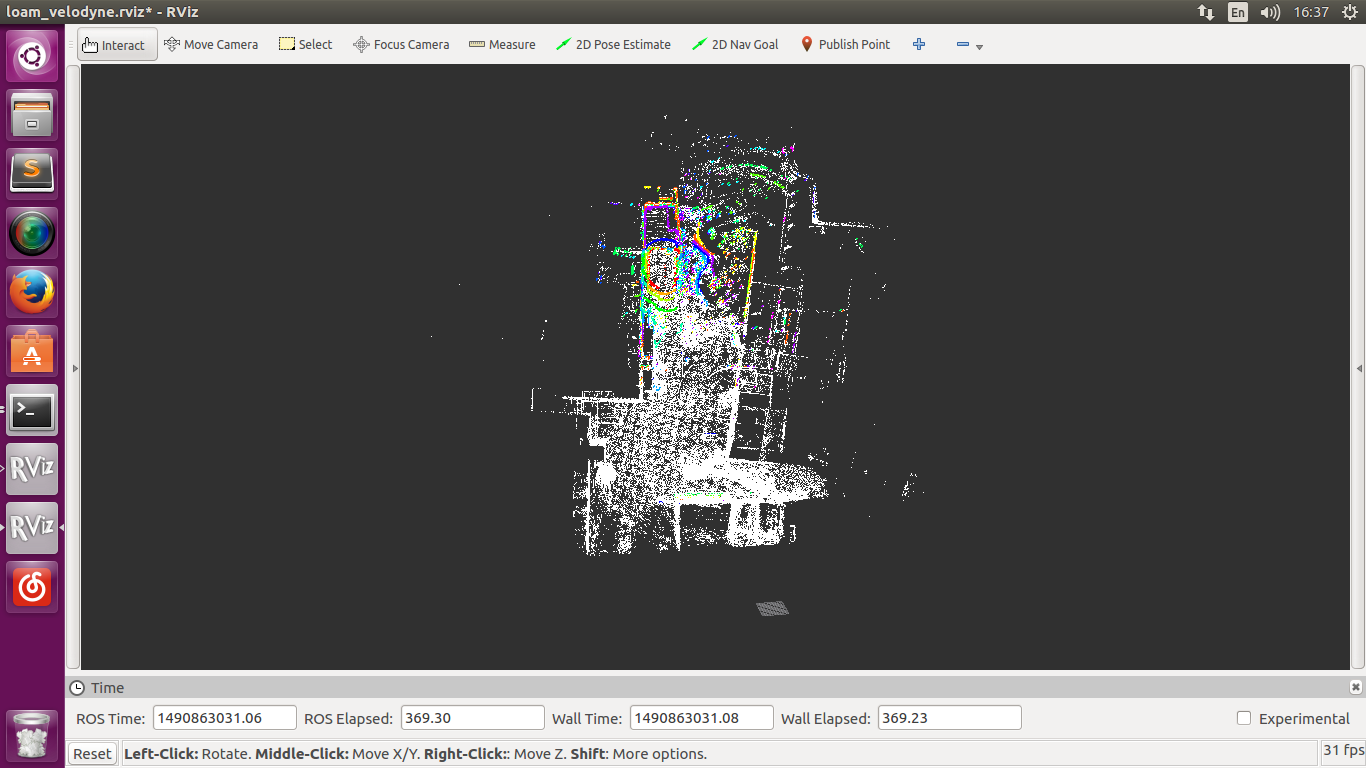 loam_velodyne.rviz* - RViz
En
16:37
Interact
Move Camera
Select
Focus Camera
Measure
2D Pose Estimate
2D Nav Goal
Publish Point
S
A
>_
RViz
RViz
Time
ROS Time: 1490863031.06 ROS Elapsed: 369.30 Wall Time: 1490863031.08 Wall Elapsed: 369.23 Experimental
Reset Left-Click: Rotate. Middle-Click: Move X/Y. Right-Click:: Move Z. Shift: More options. 31 fps